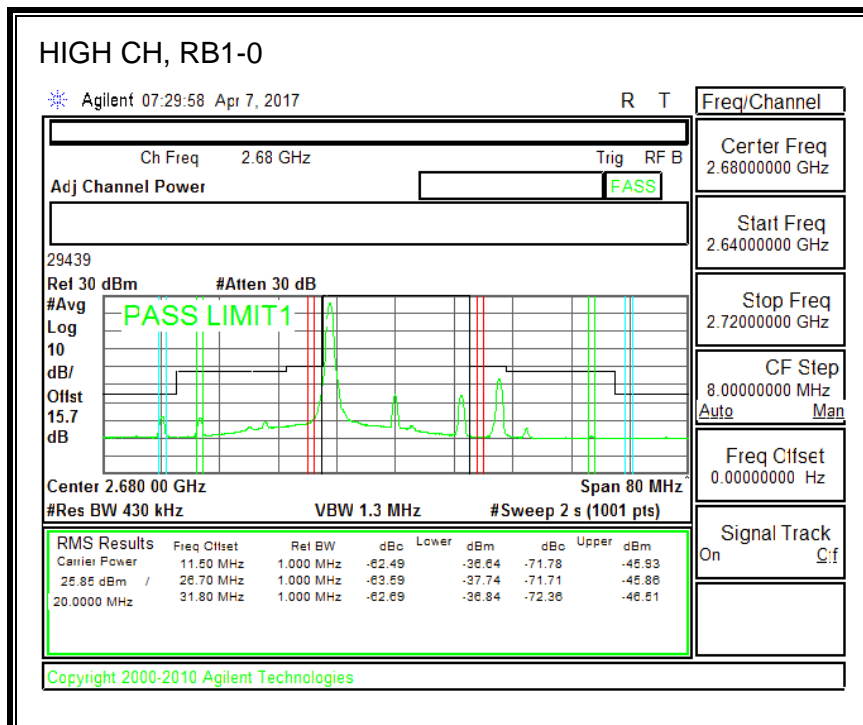 HIGH CH, RB1-0
Agilent 07:29:58 Apr 7, 2017 R T
Freq/Channel
Ch Freq 2.68 GHz Trig RF B
Adj Channel Power PASS
Center Freq
2.68000000 GHz
Start Freq
2.64000000 GHz
Stop Freq
2.72000000 GHz
CF Step
8.00000000 MHz
Auto Man
Freq Offset
0.00000000 Hz
Signal Track
On Off
29439
Ref 30 dBm #Atten 30 dB
#Avg
Log
10
dB/
Offst
15.7
dB
PASS LIMIT1
Center 2.680 00 GHz Span 80 MHz
#Res BW 430 kHz VBW 1.3 MHz #Sweep 2 s (1001 pts)
RMS Results Freq Offset Ref BW dBc Lower dBm dBc Upper dBm
Carrier Power 11.50 MHz 1.000 MHz -62.49 -36.64 -71.78 -45.93
25.85 dBm / 26.70 MHz 1.000 MHz -63.59 -37.74 -71.71 -45.86
20.0000 MHz 31.80 MHz 1.000 MHz -62.69 -36.84 -72.36 -46.51
Copyright 2000-2010 Agilent Technologies